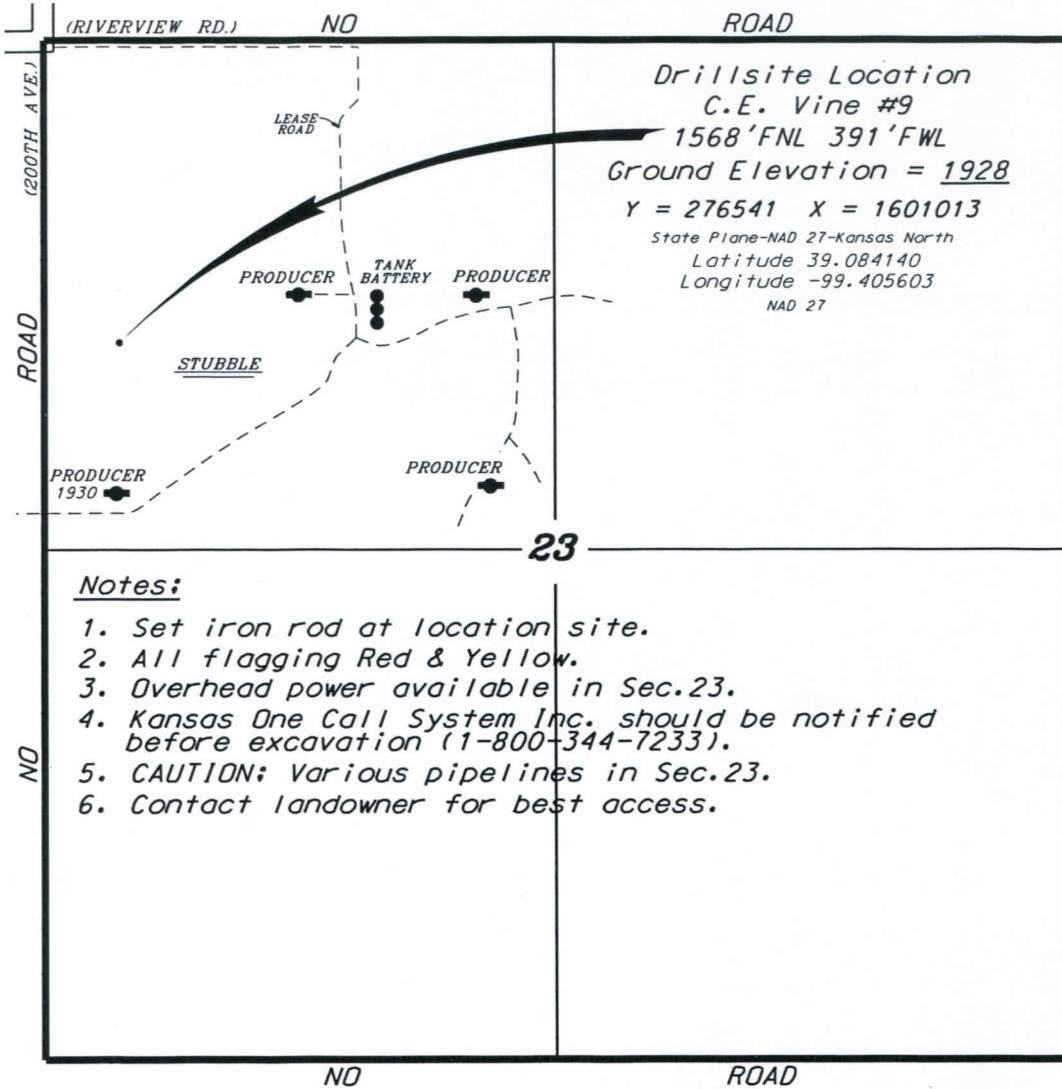 (RIVERVIEW RD.) NO ROAD
(200TH AVE.)
ROAD
NO
Drillsite Location
C.E. Vine #9
1568'FNL 391'FWL
Ground Elevation = 1928
Y = 276541 X = 1601013
State Plane-NAD 27-Kansas North
Latitude 39.084140
Longitude -99.405603
NAD 27
LEASE
ROAD
PRODUCER
TANK
BATTERY
PRODUCER
STUBBLE
PRODUCER
1930
PRODUCER
23
Notes:
1. Set iron rod at location site.
2. All flagging Red & Yellow.
3. Overhead power available in Sec.23.
4. Kansas One Call System Inc. should be notified
before excavation (1-800-344-7233).
5. CAUTION: Various pipelines in Sec.23.
6. Contact landowner for best access.
NO ROAD